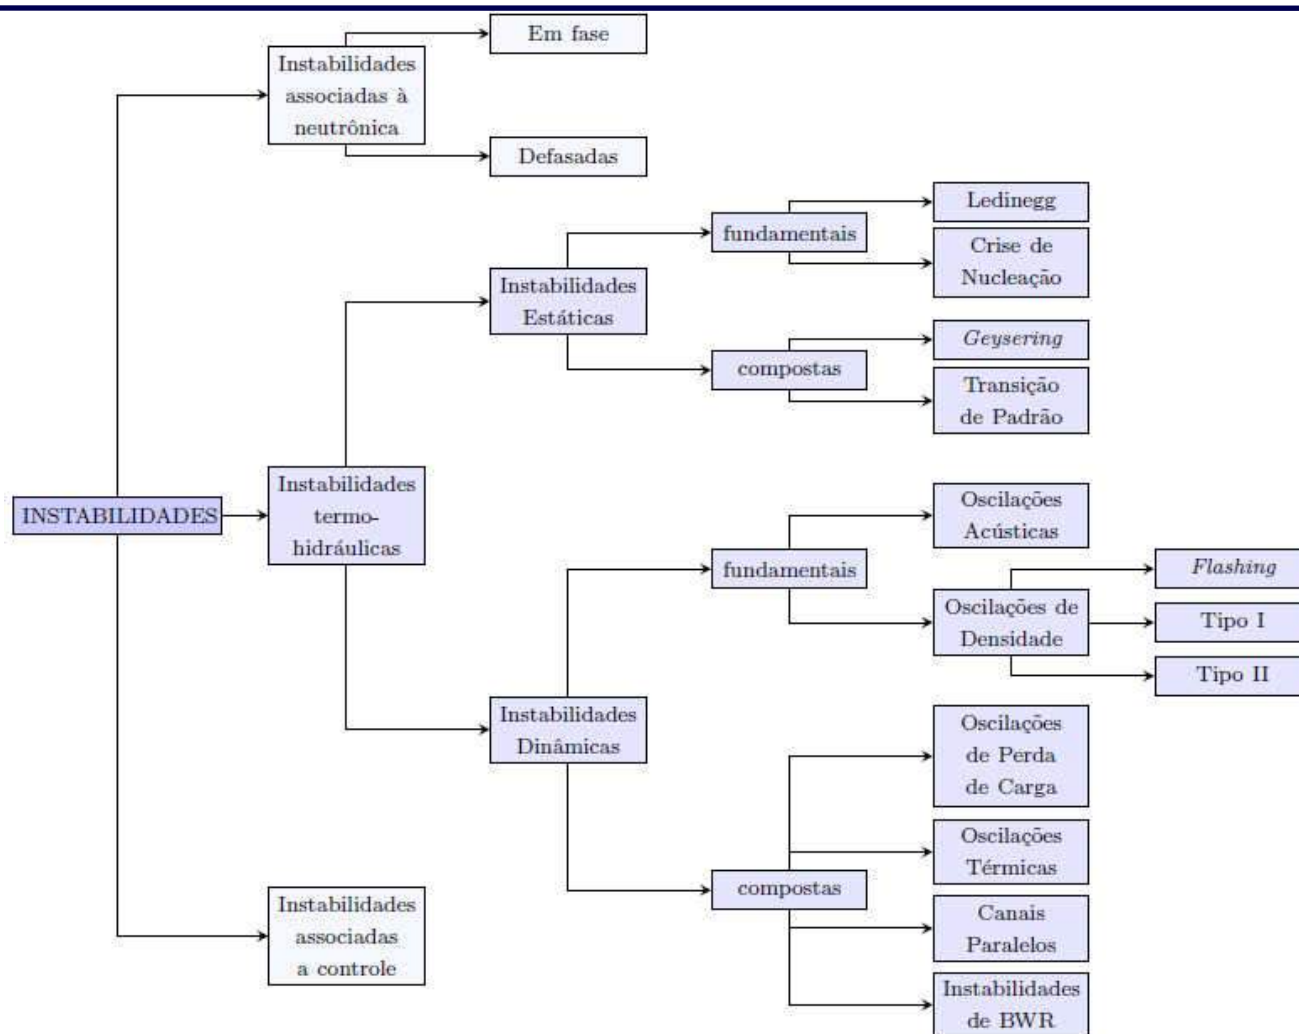 Em fase
Instabilidades
associadas à
neutrônica
Defasadas
Ledinegg
fundamentais
Crise de
Nucleação
Instabilidades
Estáticas
Geysering
compostas
Transição
de Padrão
INSTABILIDADES
Instabilidades
termo-
hidráulicas
Oscilações
Acústicas
fundamentais
Flashing
Oscilações de
Densidade
Tipo I
Tipo II
Instabilidades
Dinâmicas
Oscilações
de Perda
de Carga
Oscilações
Térmicas
compostas
Canais
Paralelos
Instabilidades
de BWR
Instabilidades
associadas
a controle